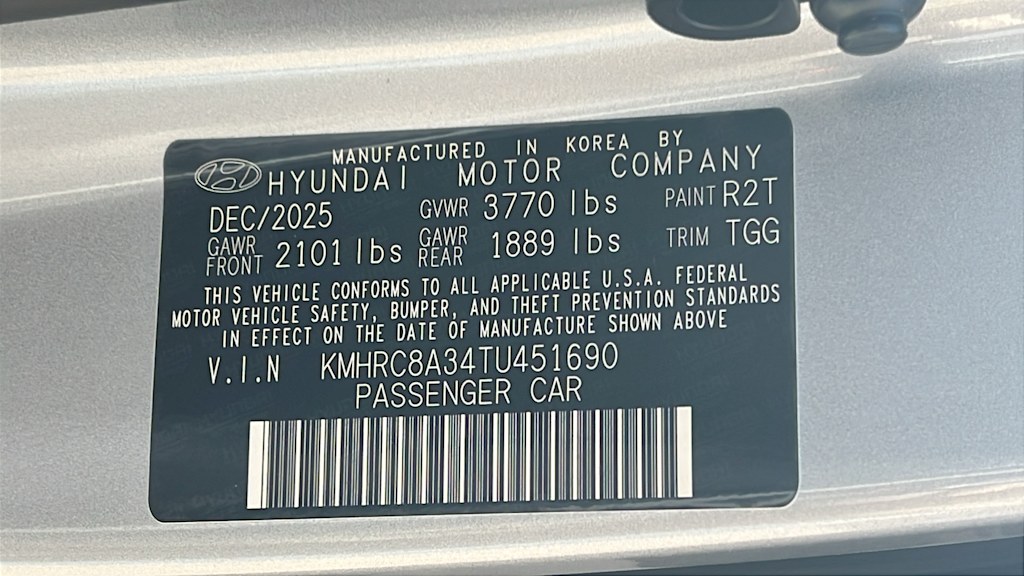 MANUFACTURED IN KOREA BY
HYUNDAI MOTOR COMPANY
DEC/2025 GVWR 3770 lbs PAINT R2T
GAWR FRONT 2101 lbs GAWR REAR 1889 lbs TRIM TGG
THIS VEHICLE CONFORMS TO ALL APPLICABLE U.S.A. FEDERAL
MOTOR VEHICLE SAFETY, BUMPER, AND THEFT PREVENTION STANDARDS
IN EFFECT ON THE DATE OF MANUFACTURE SHOWN ABOVE
V.I.N KMHRC8A34TU451690
PASSENGER CAR